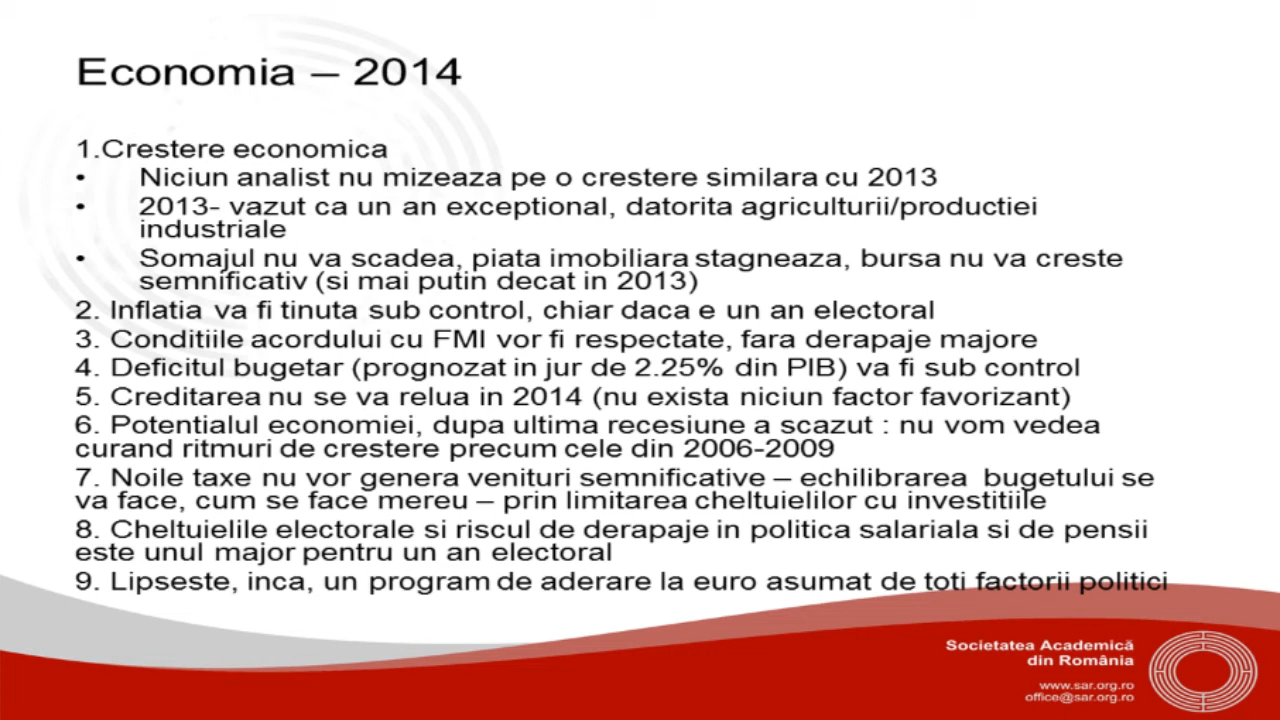 Economia – 2014
1.Crestere economica
• Niciun analist nu mizeaza pe o crestere similara cu 2013
• 2013- vazut ca un an exceptional, datorita agriculturii/productiei
industriale
• Somajul nu va scadea, piata imobiliara stagneaza, bursa nu va creste
semnificativ (si mai putin decat in 2013)
2. Inflatia va fi tinuta sub control, chiar daca e un an electoral
3. Conditiile acordului cu FMI vor fi respectate, fara derapaje majore
4. Deficitul bugetar (prognozat in jur de 2.25% din PIB) va fi sub control
5. Creditarea nu se va relua in 2014 (nu exista niciun factor favorizant)
6. Potentialul economiei, dupa ultima recesiune a scazut : nu vom vedea
curand ritmuri de crestere precum cele din 2006-2009
7. Noile taxe nu vor genera venituri semnificative – echilibrarea  bugetului se
va face, cum se face mereu – prin limitarea cheltuielilor cu investitiile
8. Cheltuielile electorale si riscul de derapaje in politica salariala si de pensii
este unul major pentru un an electoral
9. Lipseste, inca, un program de aderare la euro asumat de toti factorii politici
Societatea Academică
din România
www.sar.org.ro
office@sar.org.ro